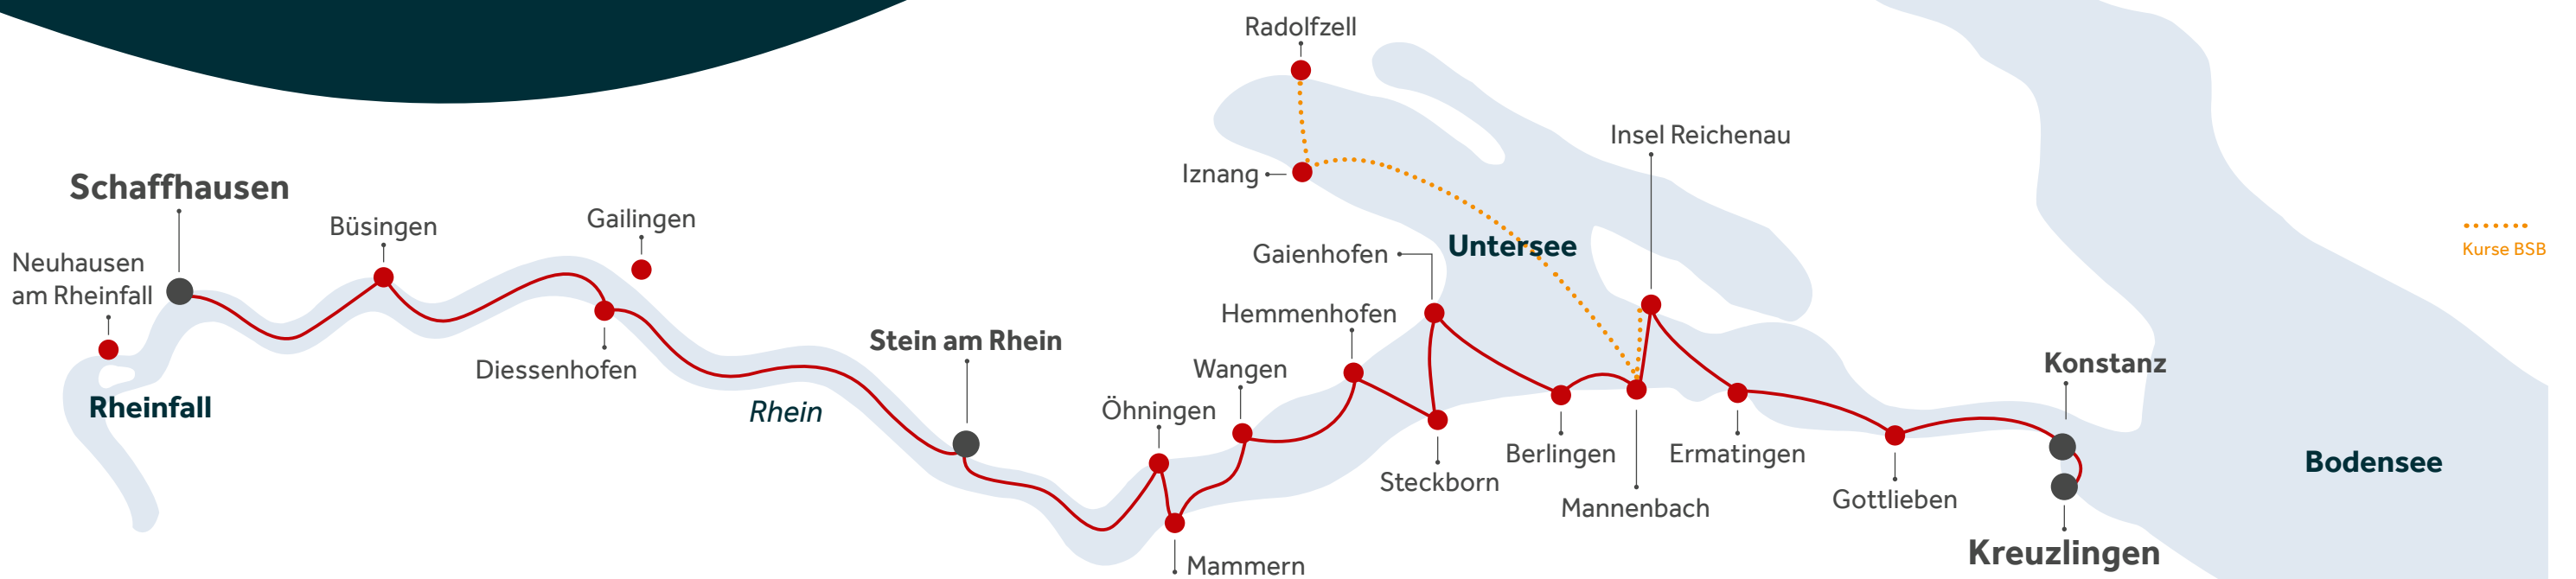 Radolfzell
Insel Reichenau
Iznang
Schaffhausen
Büsingen
Gailingen
Untersee
Gaienhofen
Kurse BSB
Neuhausen
am Rheinfall
Hemmenhofen
Stein am Rhein
Konstanz
Diessenhofen
Wangen
Rheinfall
Rhein
Öhningen
Berlingen
Ermatingen
Bodensee
Steckborn
Gottlieben
Mannenbach
Kreuzlingen
Mammern